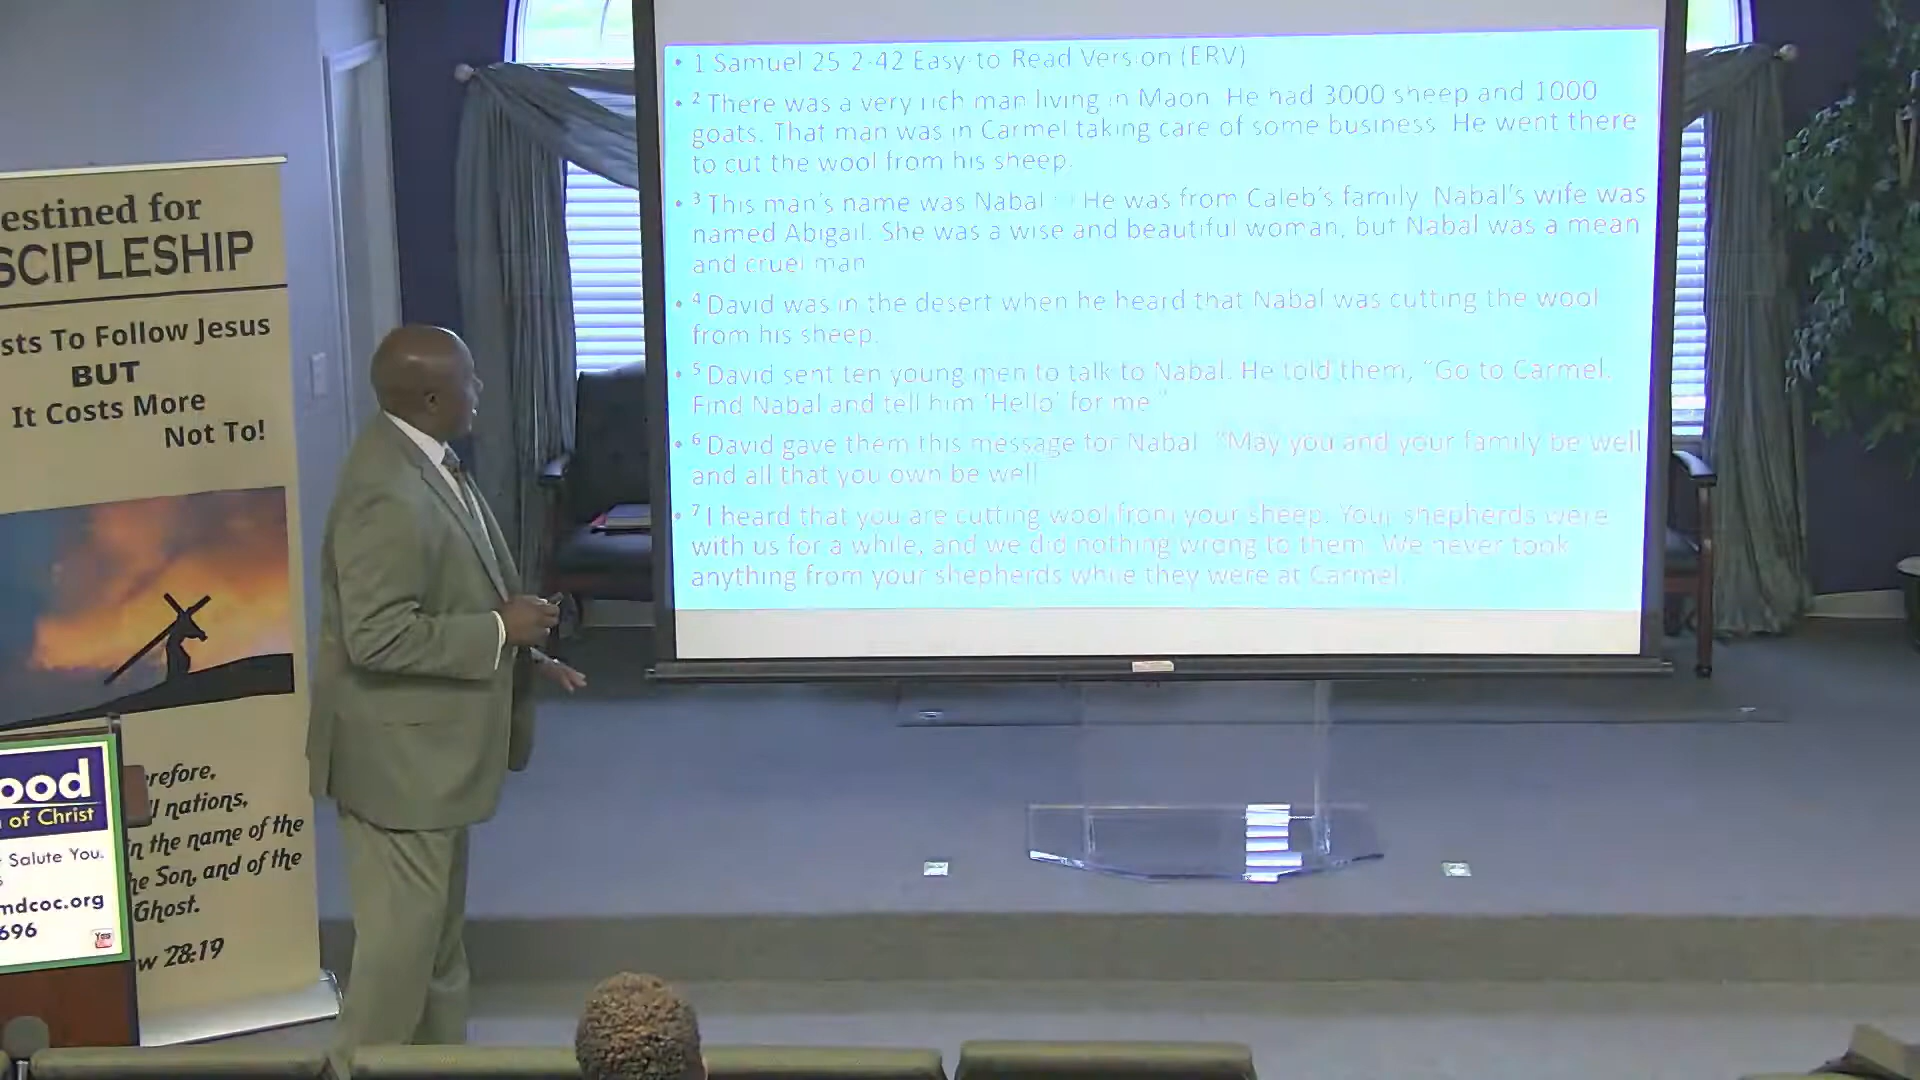 estined for
SCIPLESHIP
sts To Follow Jesus
BUT
It Costs More
Not To!
ood
of Christ
Salute You.
mdcoc.org
696
You
erefore,
ll nations,
in the name of the
he Son, and of the
Ghost.
w 28:19
• 1 Samuel 25 2-42 Easy-to Read Version (ERV)
• 2 There was a very rich man living in Maon He had 3000 sheep and 1000
goats. That man was in Carmel taking care of some business He went there
to cut the wool from his sheep.
• 3 This man's name was Nabal He was from Caleb's family Nabal's wife was
named Abigail. She was a wise and beautiful woman, but Nabal was a mean
and cruel man
• 4 David was in the desert when he heard that Nabal was cutting the wool
from his sheep.
• 5 David sent ten young men to talk to Nabal. He told them, "Go to Carmel.
Find Nabal and tell him 'Hello' for me"
• 6 David gave them this message for Nabal "May you and your family be well
and all that you own be well
• 7 I heard that you are cutting wool from your sheep. Your shepherds were
with us for a while, and we did nothing wrong to them We never took
anything from your shepherds while they were at Carmel.